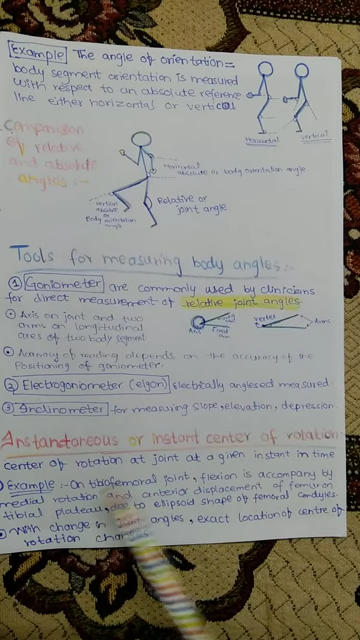 Example The angle of orientation=
body segment orientation is measured
with respect to an absolute reference
line either horizontal or vertical
Horizontal
vertical
Comparision
of relative
and absolute
angles:-
Horizontal
absolute or body orientation angle
vertical
absolute or
Body orientation
angle
Relative or
joint angle
Tools for measuring body angles:-
① Goniometer are commonly used by clinicians
for direct measurement of relative joint angles.
Axis on joint and two
arms on longitudinal
axes of two body segment
Axis
Fixed
arm
vertex
Arms
Accuracy of reading depends on the accuracy of the
Positioning of goniometer.
② Electrogoniometer (elgon) electrically angles measured.
③ Inclinometer for measuring slope, elevation, depression.
Instantaneous or instant center of rotation
center of rotation at joint at a given instant in time
Example:- On tibiofemoral joint, flexion is accompany by
medial rotation and anterior displacement of femur on
tibial plateau, due to ellipsoid shape of femoral condyles.
With change in joint angles, exact location of centre of
rotation changes